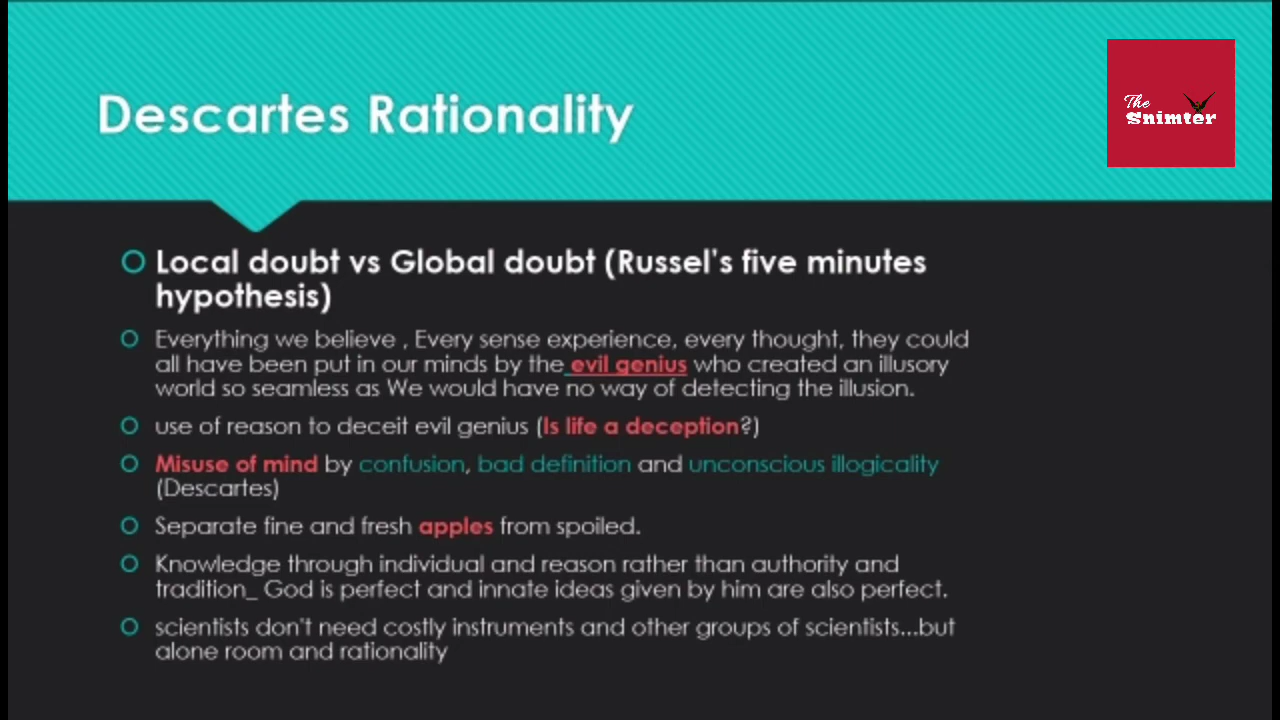 Descartes Rationality
The
Snimter
Local doubt vs Global doubt (Russel's five minutes
hypothesis)
Everything we believe , Every sense experience, every thought, they could
all have been put in our minds by the evil genius who created an illusory
world so seamless as We would have no way of detecting the illusion.
use of reason to deceit evil genius (Is life a deception?)
Misuse of mind by confusion, bad definition and unconscious illogicality
(Descartes)
Separate fine and fresh apples from spoiled.
Knowledge through individual and reason rather than authority and
tradition_ God is perfect and innate ideas given by him are also perfect.
scientists don't need costly instruments and other groups of scientists...but
alone room and rationality